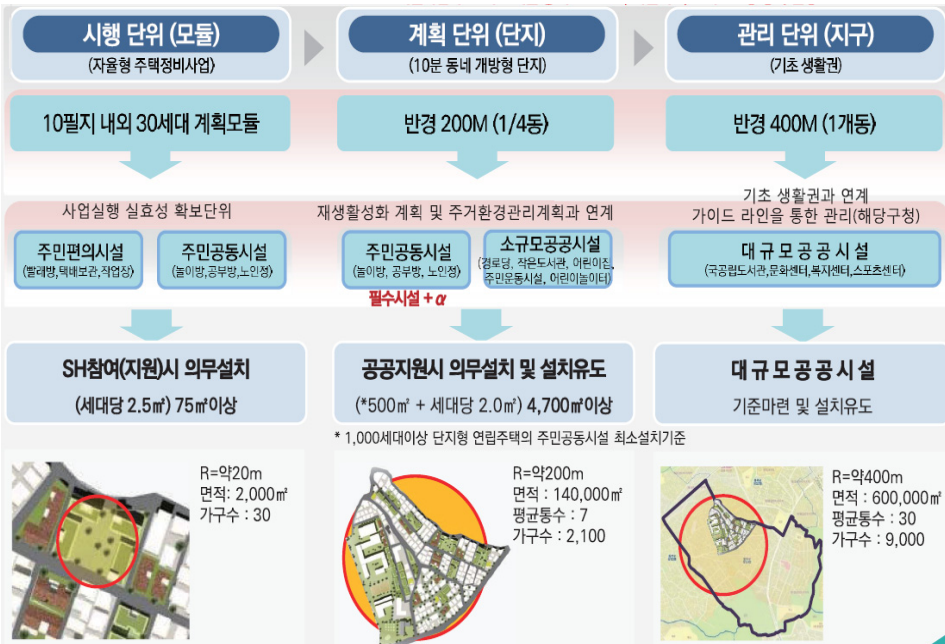 시행 단위 (모듈)
(자율형 주택정비사업)
계획 단위 (단지)
(10분 동네 개방형 단지)
관리 단위 (지구)
(기초 생활권)
10필지 내외 30세대 계획모듈
반경 200M (1/4동)
반경 400M (1개동)
사업실행 실효성 확보단위
재생활성화 계획 및 주거환경관리계획과 연계
기초 생활권과 연계
가이드 라인을 통한 관리(해당구청)
주민편의시설
(빨래방,택배보관,작업장)
주민공동시설
(놀이방,공부방,노인정)
주민공동시설
(놀이방, 공부방, 노인정)
필수시설 + α
소규모공공시설
(경로당, 작은도서관, 어린이집,
주민운동시설, 어린이놀이터)
대규모공공시설
(국공립도서관,문화센터,복지센터,스포츠센터)
SH참여(지원)시 의무설치
(세대당 2.5㎡) 75㎡이상
공공지원시 의무설치 및 설치유도
(*500㎡ + 세대당 2.0㎡) 4,700㎡이상
대규모공공시설
기준마련 및 설치유도
* 1,000세대이상 단지형 연립주택의 주민공동시설 최소설치기준
R=약20m
면적: 2,000㎡
가구수 : 30
R=약200m
면적 : 140,000㎡
평균통수 : 7
가구수 : 2,100
R=약400m
면적 : 600,000㎡
평균통수 : 30
가구수 : 9,000